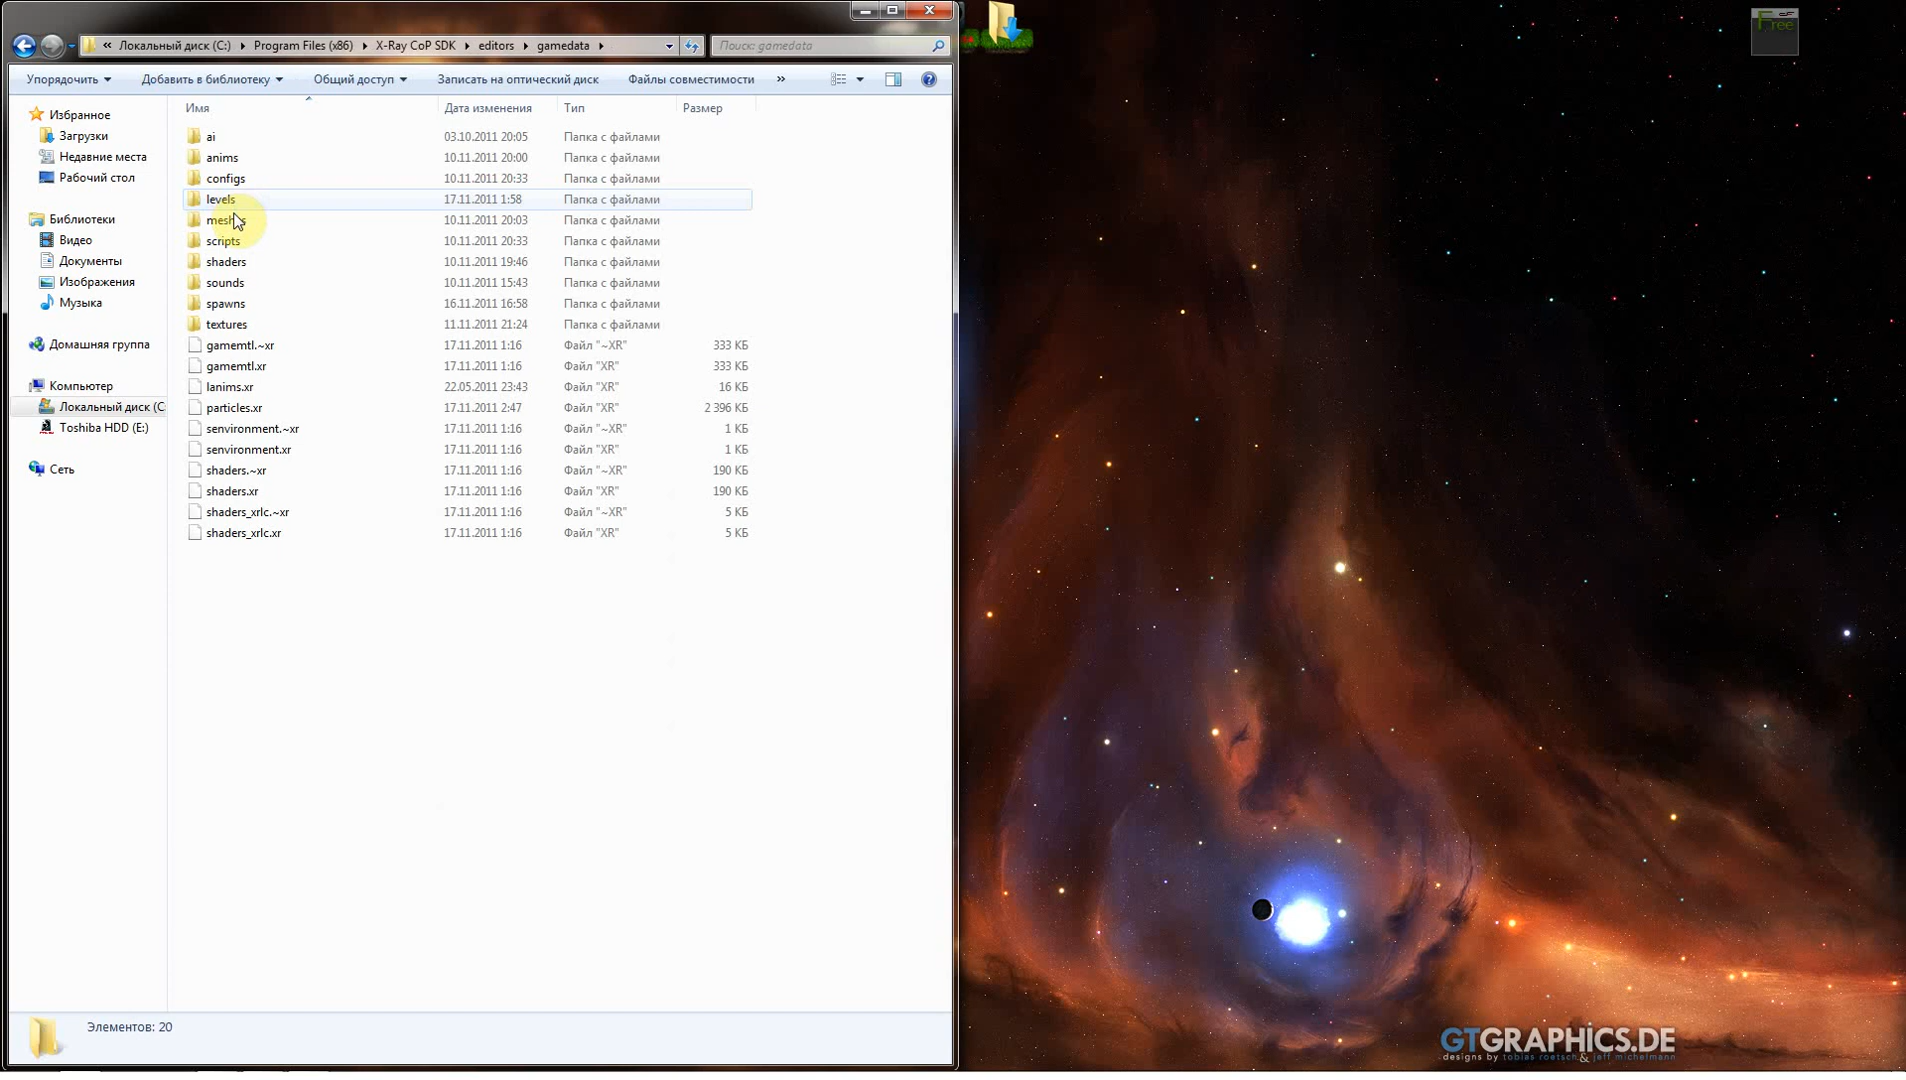 « Локальный диск (C:) Program Files (x86) X-Ray CoP SDK editors gamedata Поиск: gamedata
Упорядочить Добавить в библиотеку Общий доступ Записать на оптический диск Файлы совместимости »
Избранное
Загрузки
Недавние места
Рабочий стол
Библиотеки
Видео
Документы
Изображения
Музыка
Домашняя группа
Компьютер
Локальный диск (C:
Toshiba HDD (E:)
Сеть
Имя Дата изменения Тип Размер
ai 03.10.2011 20:05 Папка с файлами
anims 10.11.2011 20:00 Папка с файлами
configs 10.11.2011 20:33 Папка с файлами
levels 17.11.2011 1:58 Папка с файлами
meshes 10.11.2011 20:03 Папка с файлами
scripts 10.11.2011 20:33 Папка с файлами
shaders 10.11.2011 19:46 Папка с файлами
sounds 10.11.2011 15:43 Папка с файлами
spawns 16.11.2011 16:58 Папка с файлами
textures 11.11.2011 21:24 Папка с файлами
gamemtl.~xr 17.11.2011 1:16 Файл "~XR" 333 КБ
gamemtl.xr 17.11.2011 1:16 Файл "XR" 333 КБ
lanims.xr 22.05.2011 23:43 Файл "XR" 16 КБ
particles.xr 17.11.2011 2:47 Файл "XR" 2 396 КБ
senvironment.~xr 17.11.2011 1:16 Файл "~XR" 1 КБ
senvironment.xr 17.11.2011 1:16 Файл "XR" 1 КБ
shaders.~xr 17.11.2011 1:16 Файл "~XR" 190 КБ
shaders.xr 17.11.2011 1:16 Файл "XR" 190 КБ
shaders_xrlc.~xr 17.11.2011 1:16 Файл "~XR" 5 КБ
shaders_xrlc.xr 17.11.2011 1:16 Файл "XR" 5 КБ
Элементов: 20
Free
GTGRAPHICS.DE
designs by tobias roetsch & jeff michelmann